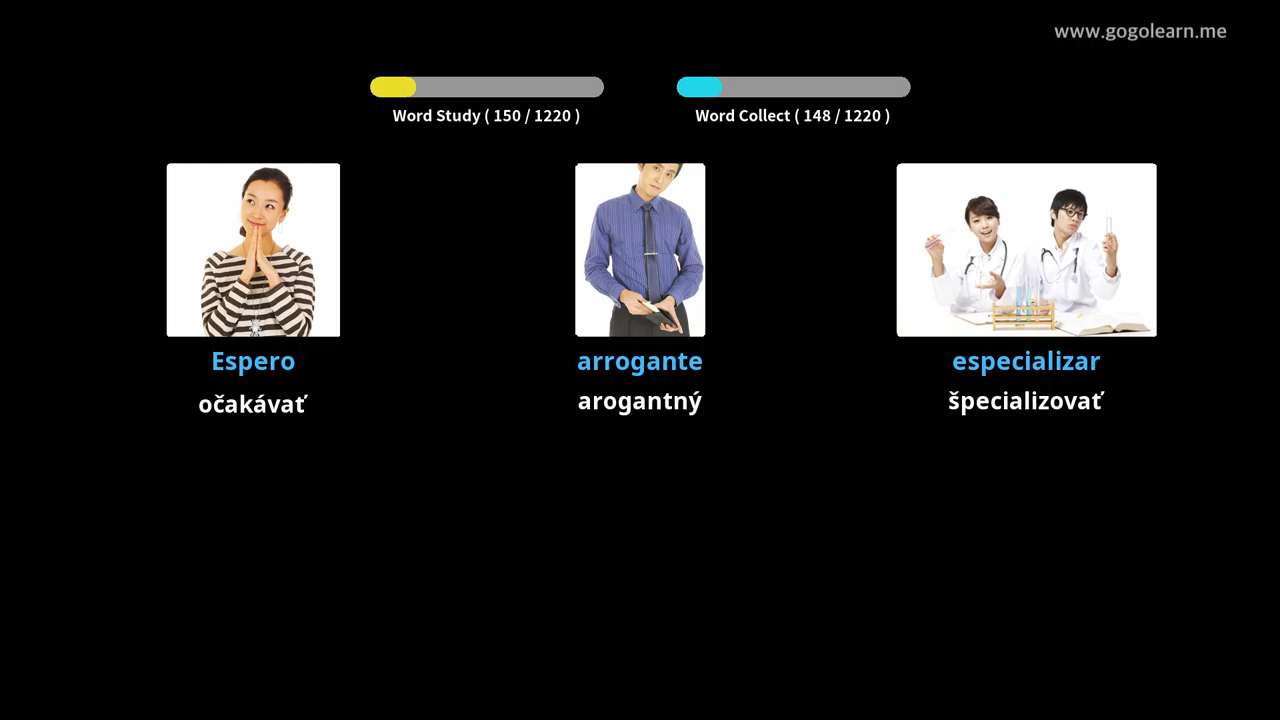 www.gogolearn.me
Word Study ( 150 / 1220 )
Word Collect ( 148 / 1220 )
Espero
arrogante
especializar
očakávať
arogantný
špecializovať